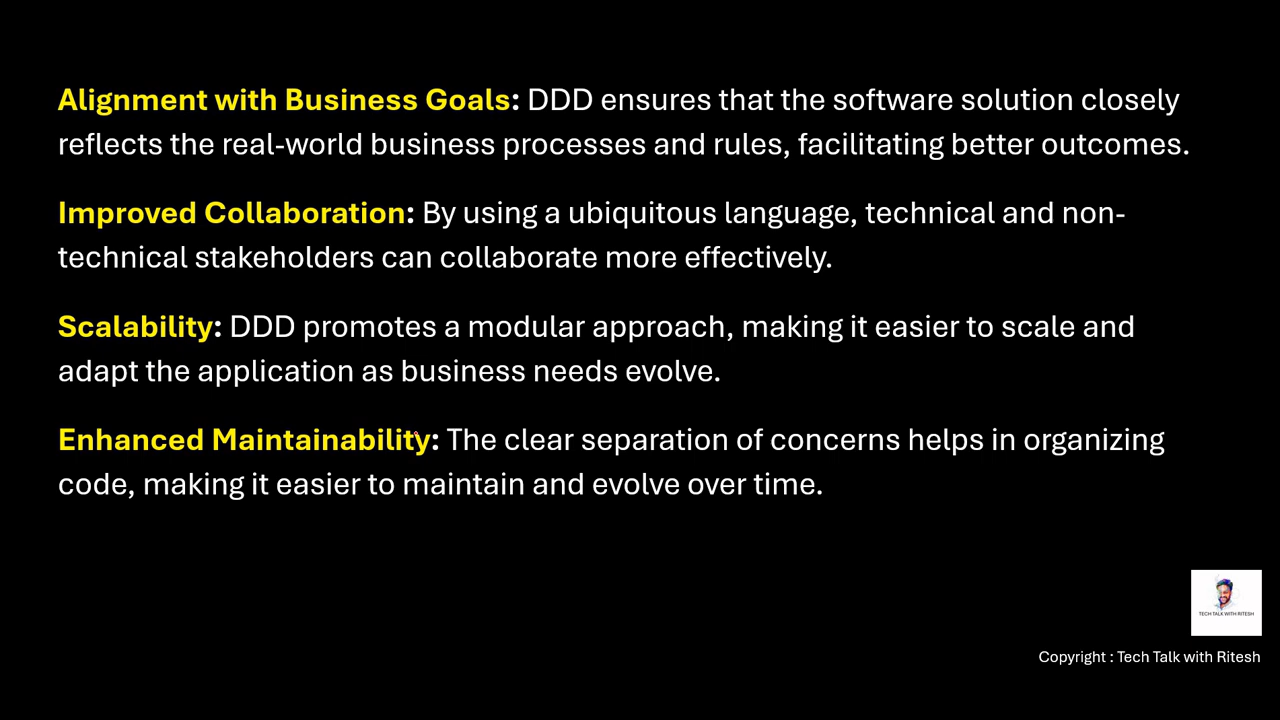 Alignment with Business Goals: DDD ensures that the software solution closely
reflects the real-world business processes and rules, facilitating better outcomes.
Improved Collaboration: By using a ubiquitous language, technical and non-
technical stakeholders can collaborate more effectively.
Scalability: DDD promotes a modular approach, making it easier to scale and
adapt the application as business needs evolve.
Enhanced Maintainability: The clear separation of concerns helps in organizing
code, making it easier to maintain and evolve over time.
TECH TALK WITH RITESH
Copyright : Tech Talk with Ritesh